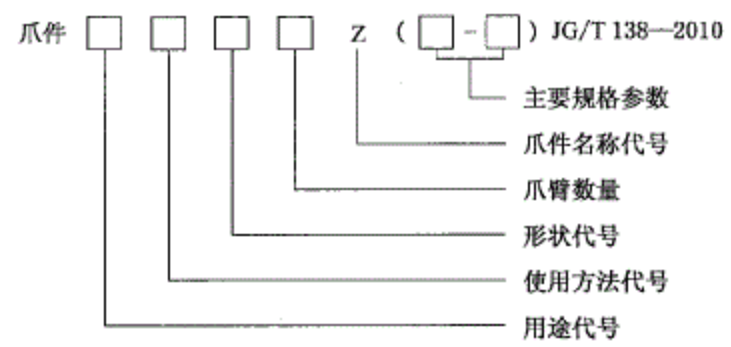 爪件 □ □ □ □ Z (□-□) JG/T 138—2010
主要规格参数
爪件名称代号
爪臂数量
形状代号
使用方法代号
用途代号